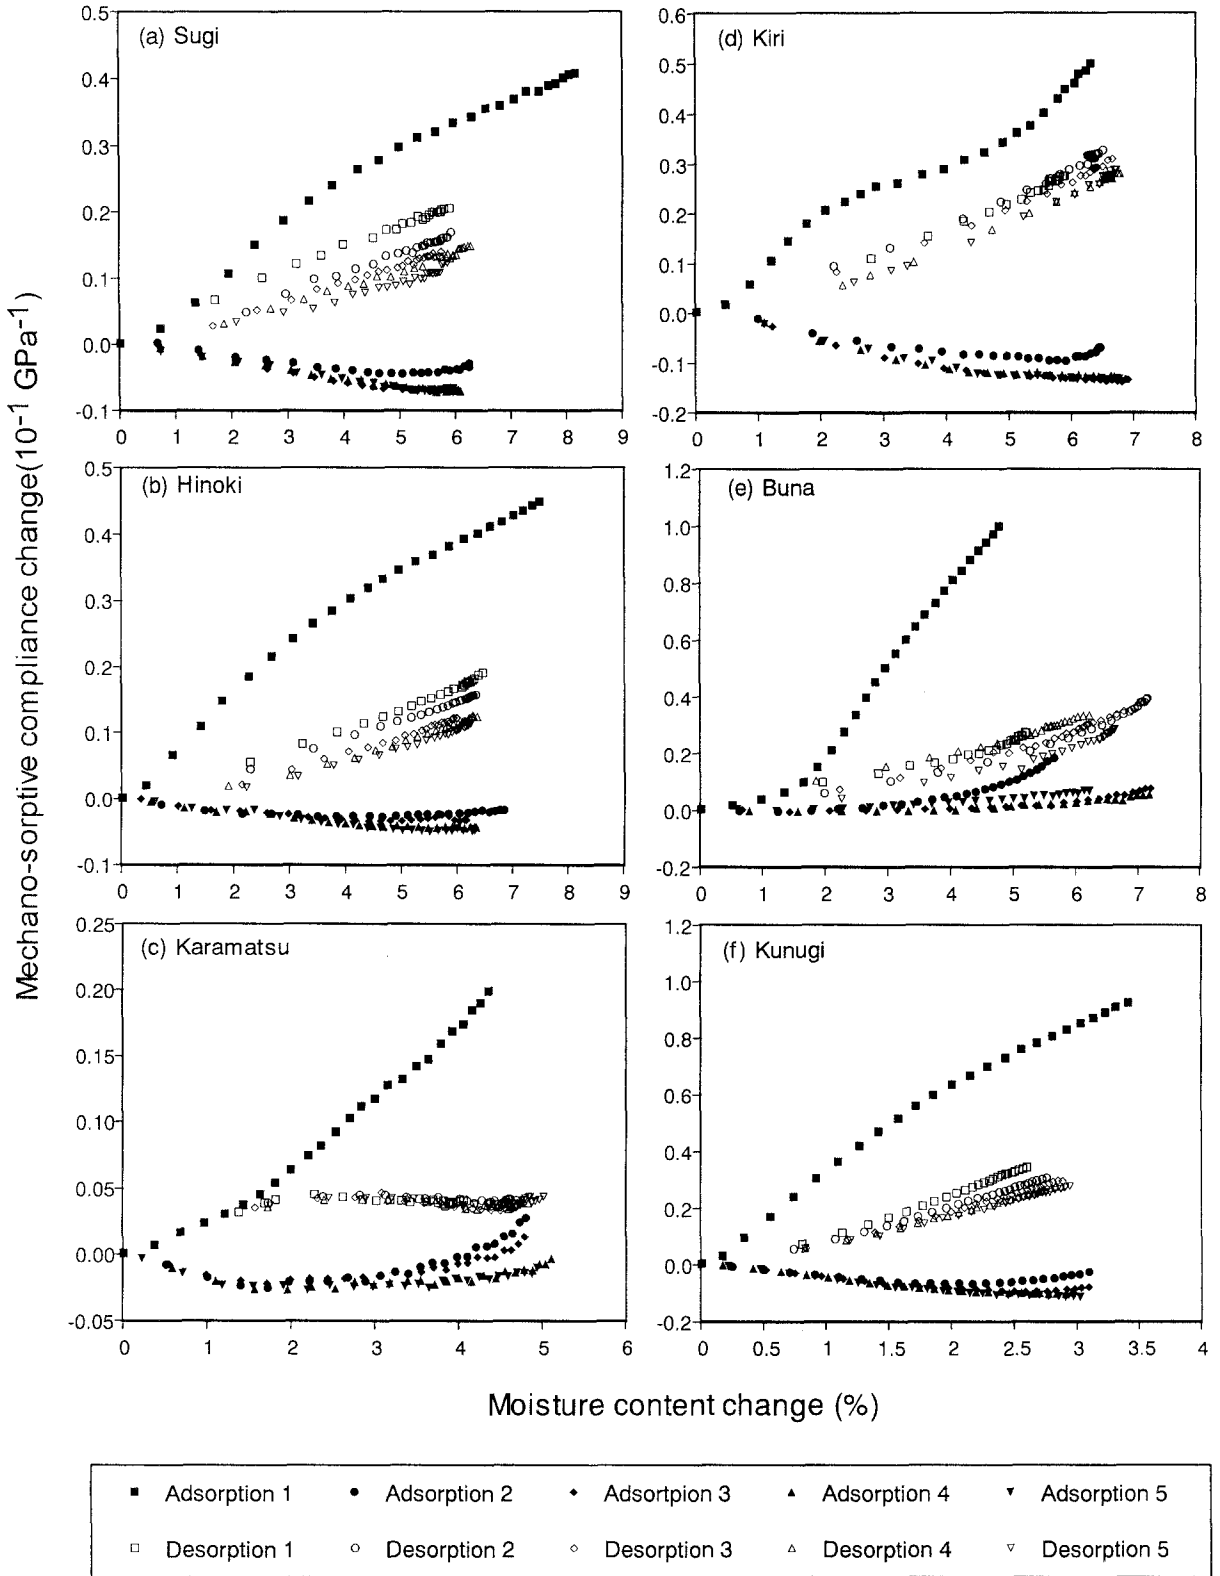 Mechano-sorptive compliance change(10-1 GPa-1)
(a) Sugi
0.5
0.4
0.3
0.2
0.1
0.0
-0.1
0 1 2 3 4 5 6 7 8 9
(d) Kiri
0.6
0.5
0.4
0.3
0.2
0.1
0.0
-0.1
-0.2
0 1 2 3 4 5 6 7 8
(b) Hinoki
0.5
0.4
0.3
0.2
0.1
0.0
-0.1
0 1 2 3 4 5 6 7 8 9
(e) Buna
1.2
1.0
0.8
0.6
0.4
0.2
0.0
-0.2
0 1 2 3 4 5 6 7 8
(c) Karamatsu
0.25
0.20
0.15
0.10
0.05
0.00
-0.05
0 1 2 3 4 5 6
(f) Kunugi
1.2
1.0
0.8
0.6
0.4
0.2
0.0
-0.2
0 0.5 1 1.5 2 2.5 3 3.5 4
Moisture content change (%)
Adsorption 1 Adsorption 2 Adsortpion 3 Adsorption 4 Adsorption 5
Desorption 1 Desorption 2 Desorption 3 Desorption 4 Desorption 5